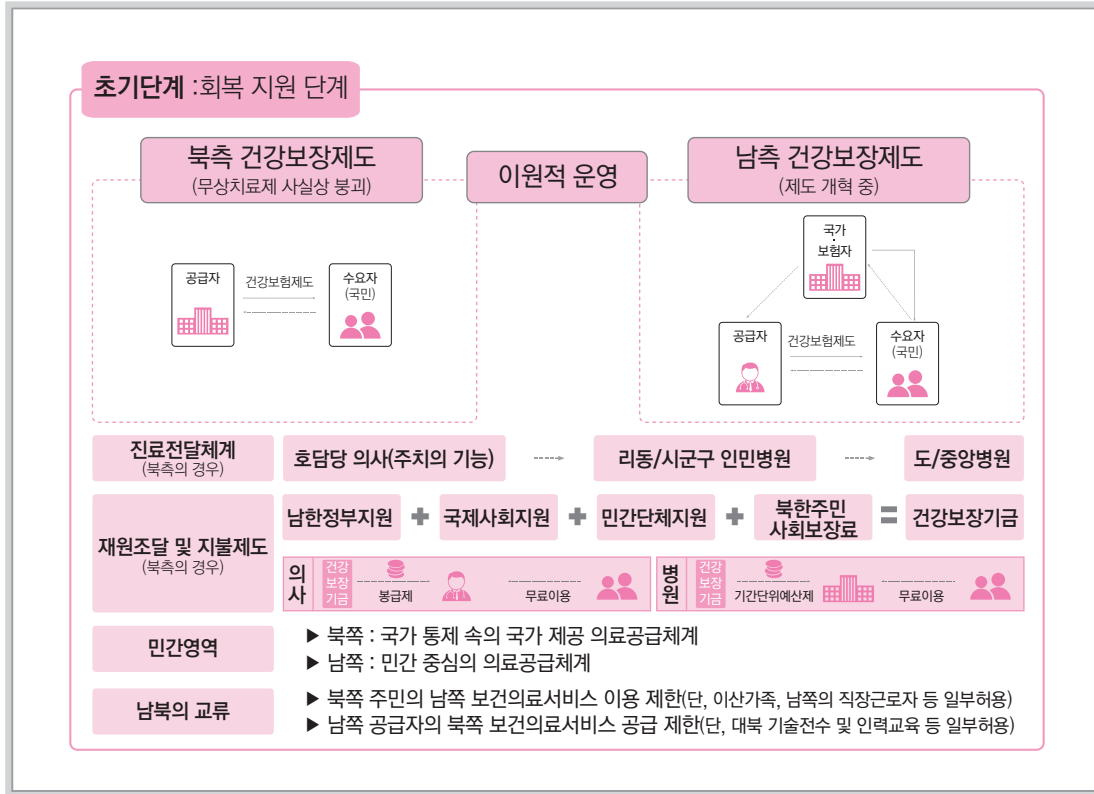 초기단계 :회복 지원 단계
북측 건강보장제도
(무상치료제 사실상 붕괴)
이원적 운영
남측 건강보장제도
(제도 개혁 중)
공급자
건강보험제도
수요자
(국민)
국가
·
보험자
공급자
건강보험제도
수요자
(국민)
진료전달체계
(북측의 경우)
호담당 의사(주치의 기능)
리동/시군구 인민병원
도/중앙병원
재원조달 및 지불제도
(북측의 경우)
남한정부지원
+
국제사회지원
+
민간단체지원
+
북한주민
사회보장료
=
건강보장기금
의사
건강
보장
기금
봉급제
무료이용
병원
건강
보장
기금
기간단위예산제
무료이용
민간영역
▶ 북쪽 : 국가 통제 속의 국가 제공 의료공급체계
▶ 남쪽 : 민간 중심의 의료공급체계
남북의 교류
▶ 북쪽 주민의 남쪽 보건의료서비스 이용 제한(단, 이산가족, 남쪽의 직장근로자 등 일부허용)
▶ 남쪽 공급자의 북쪽 보건의료서비스 공급 제한(단, 대북 기술전수 및 인력교육 등 일부허용)